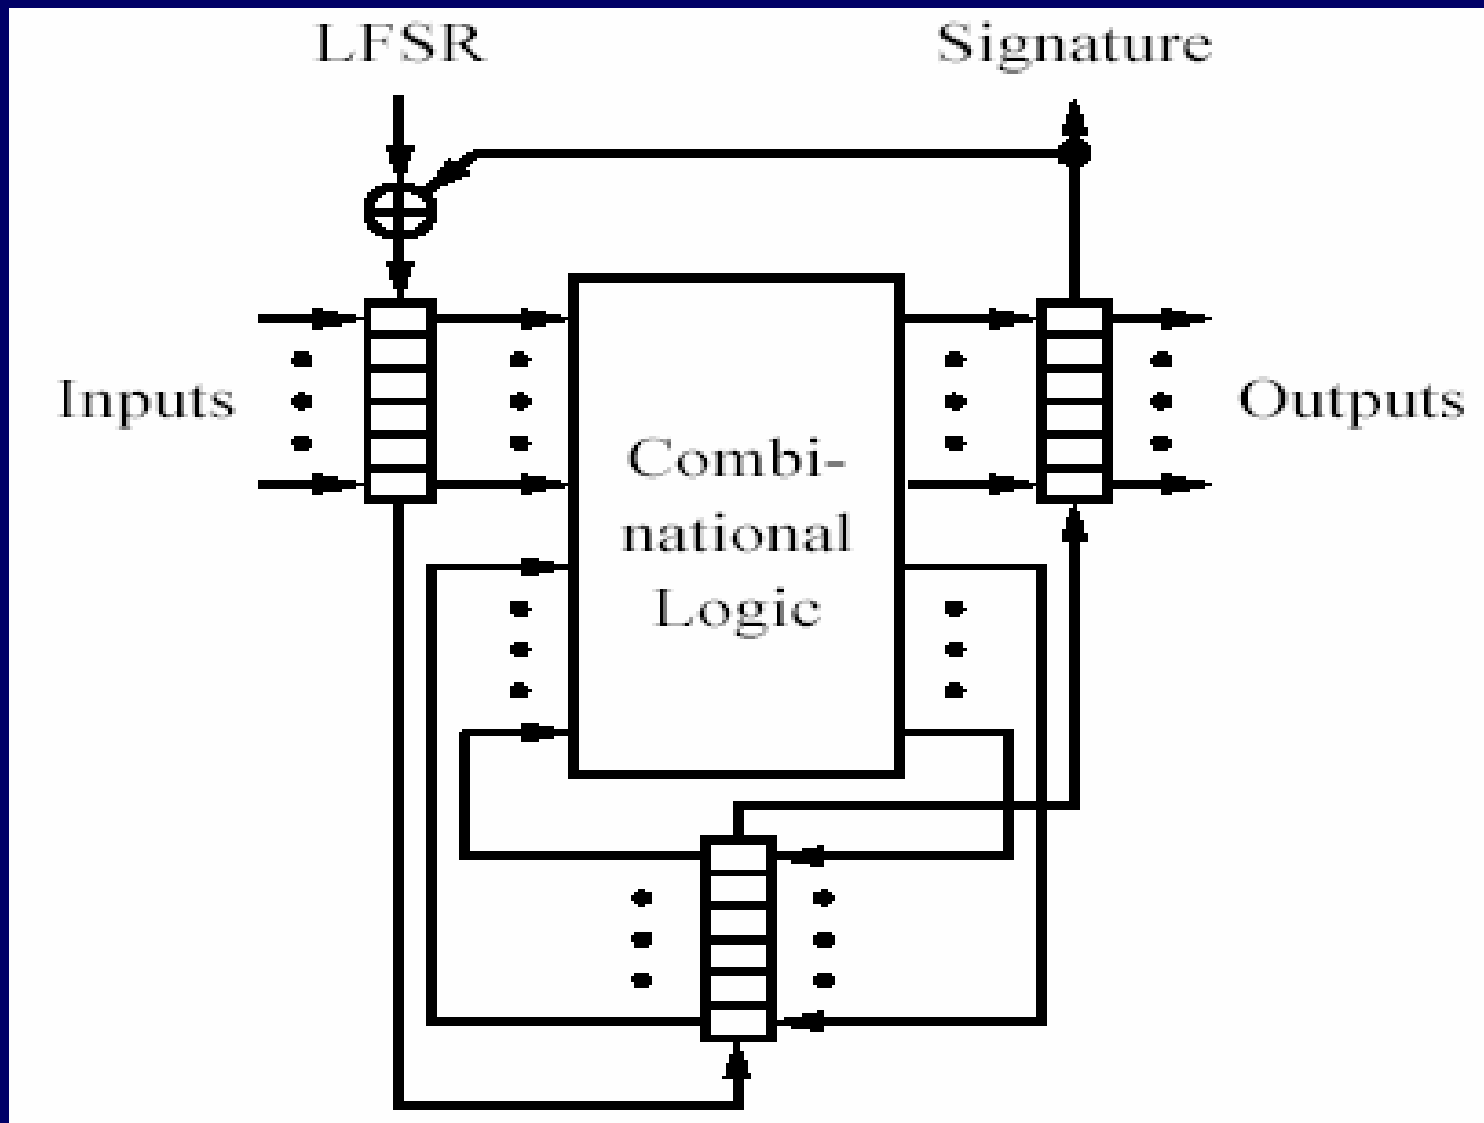 LFSR
Signature
Inputs
Combi-
national
Logic
Outputs